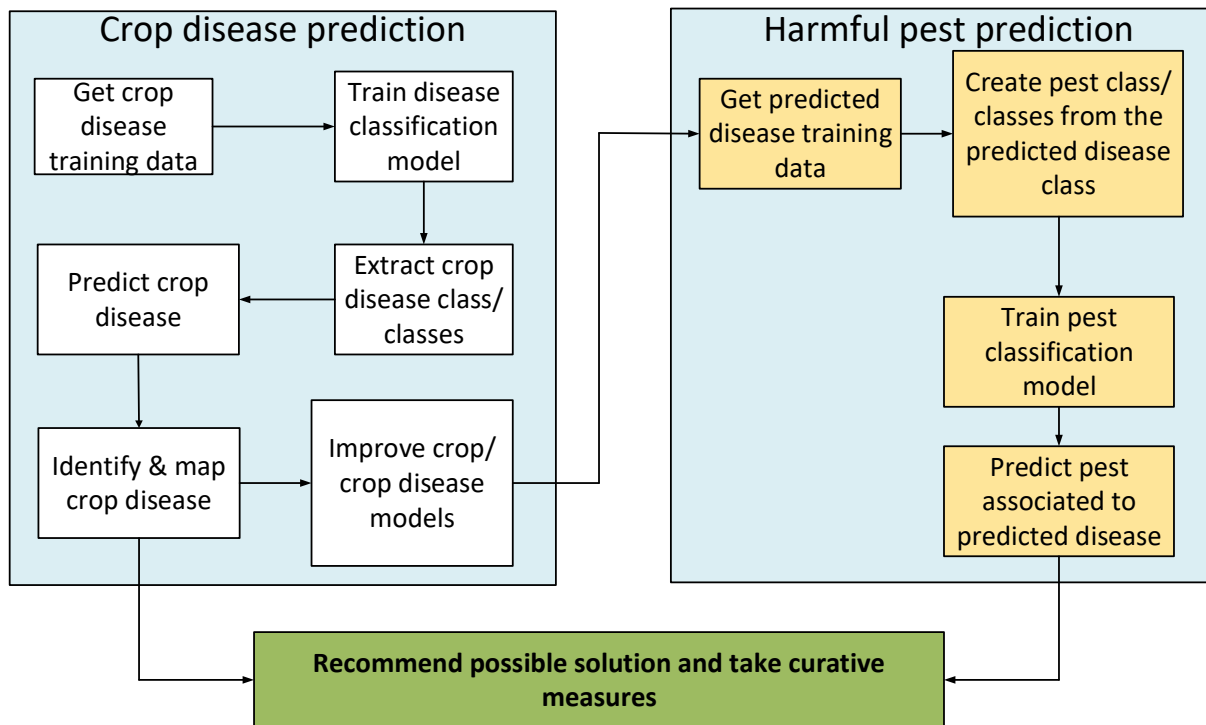 Crop disease prediction
Get crop
disease
training data
Train disease
classification
model
Predict crop
disease
Extract crop
disease class/
classes
Identify & map
crop disease
Improve crop/
crop disease
models
Harmful pest prediction
Get predicted
disease training
data
Create pest class/
classes from the
predicted disease
class
Train pest
classification
model
Predict pest
associated to
predicted disease
Recommend possible solution and take curative
measures